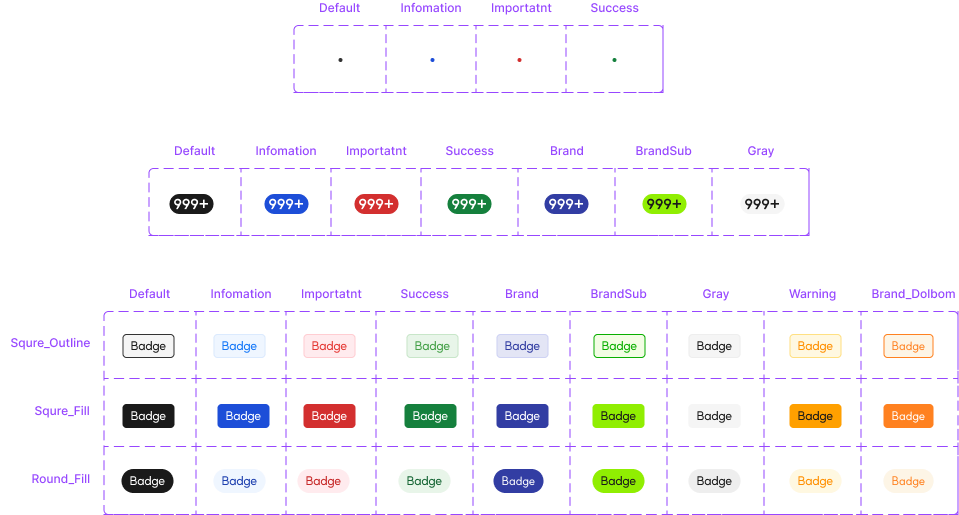 Default Infomation Importatnt Success
Default Infomation Importatnt Success Brand BrandSub Gray
999+ 999+ 999+ 999+ 999+ 999+ 999+
Default Infomation Importatnt Success Brand BrandSub Gray Warning Brand_Dolbom
Squre_Outline Badge Badge Badge Badge Badge Badge Badge Badge Badge
Squre_Fill Badge Badge Badge Badge Badge Badge Badge Badge Badge
Round_Fill Badge Badge Badge Badge Badge Badge Badge Badge Badge